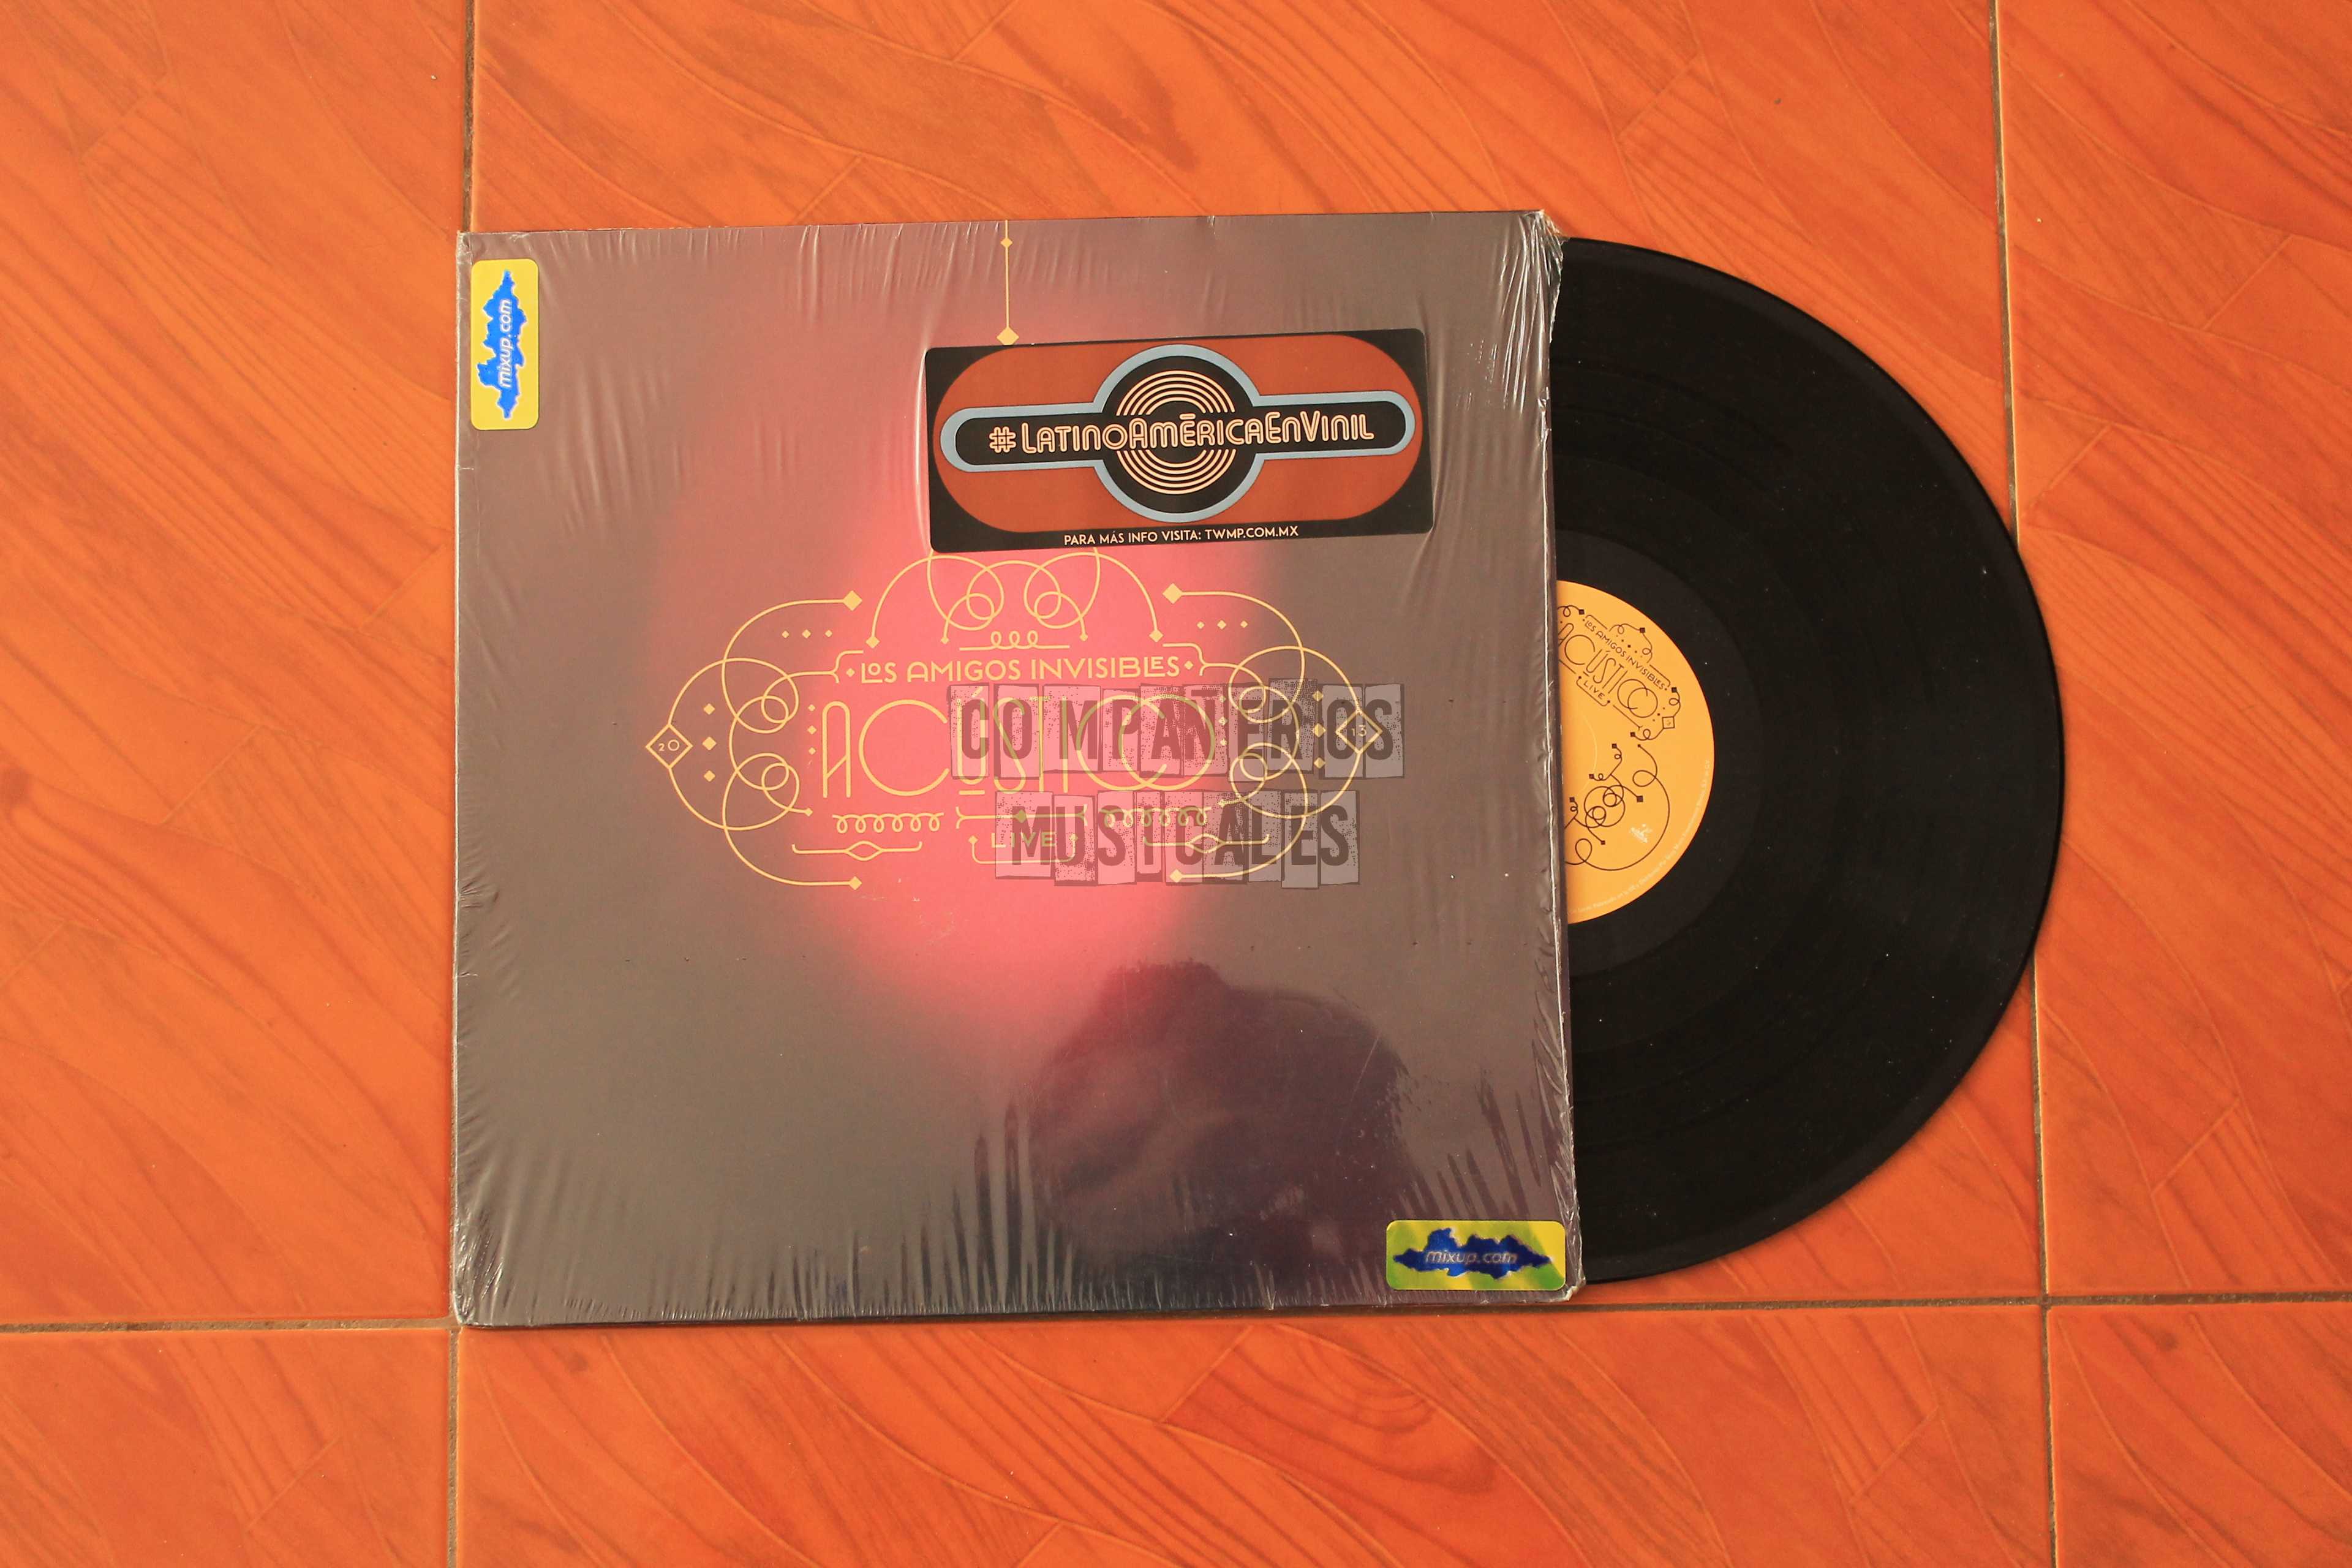 mixup.com
#LATINOAMÉRICAENVINIL
PARA MÁS INFO VISITA: TWMP.COM.MX
LOS AMIGOS INVISIBLES
ACÚSTICO
20
13
LIVE
COMPAÑERIOS
MUSICALES
LOS AMIGOS INVISIBLES
ACÚSTICO
LIVE
mixup.com